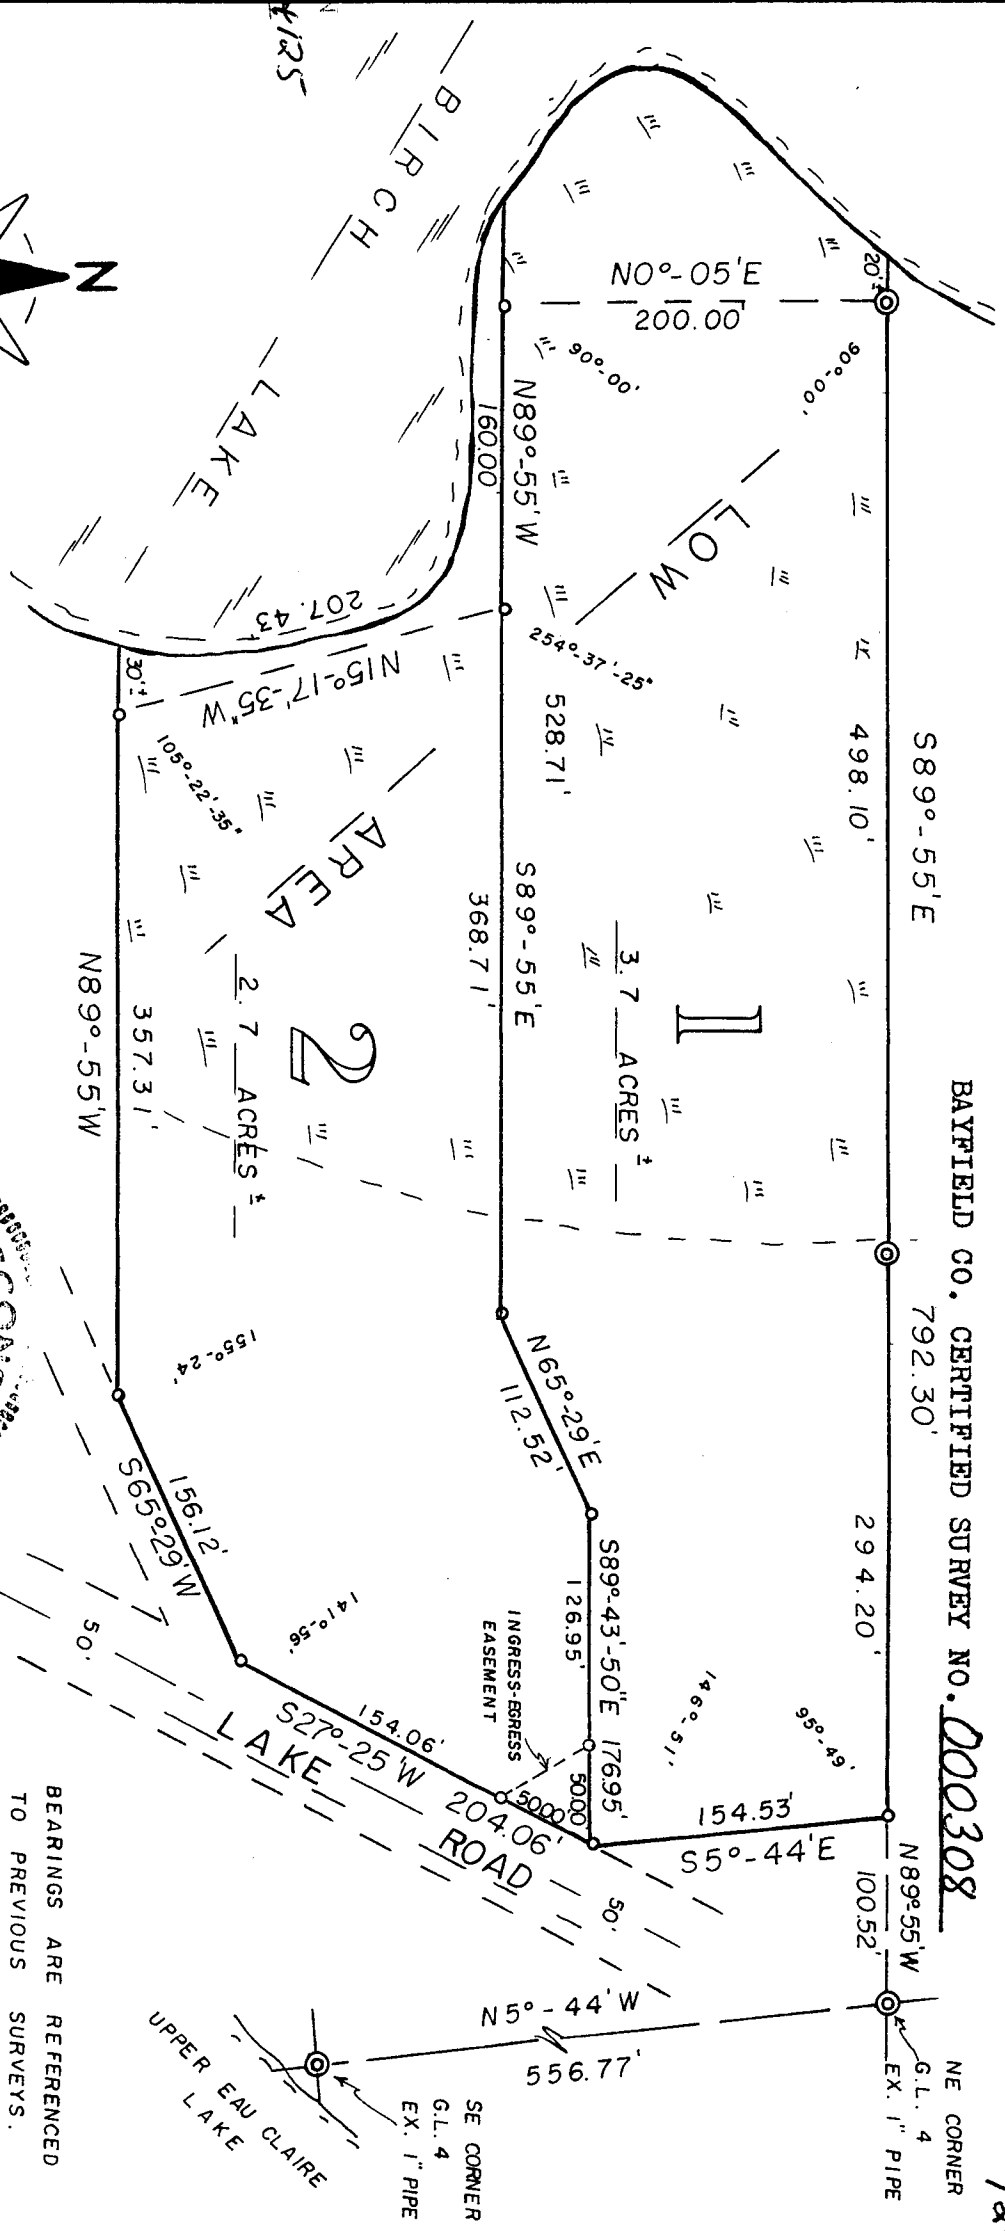 BAYFIELD CO. CERTIFIED SURVEY NO. 000308
S89°-55'E 792.30'
498.10'
294.20'
N89°-55'W
100.52'
NE CORNER
G.L. 4
EX. 1" PIPE
20'±
N0°-05'E
200.00'
90°-00'
90°-00'
95°-49'
146°-51'
154.53'
S5°-44'E
N5°-44'W
556.77'
SE CORNER
G.L. 4
EX. 1" PIPE
UPPER EAU CLAIRE
LAKE
1
3.7 ACRES ±
LOW
AREA
254°-37'-25"
528.71'
N89°-55'W
160.00'
S89°-55'E
368.71'
N65°-29'E
112.52'
S89°-43'-50"E 176.95'
126.95'
50.00'
INGRESS-EGRESS
EASEMENT
50.00'
2
2.7 ACRES ±
207.43'
N15°-17'-35"W
30'±
105°-22'-35"
357.31'
N89°-55'W
155°-24'
156.12'
S65°-29'W
141°-56'
154.06'
S27°-25'W 204.06'
LAKE ROAD
50'
50'
BIRCH
LAKE
N
4125
BEARINGS ARE REFERENCED
TO PREVIOUS SURVEYS.